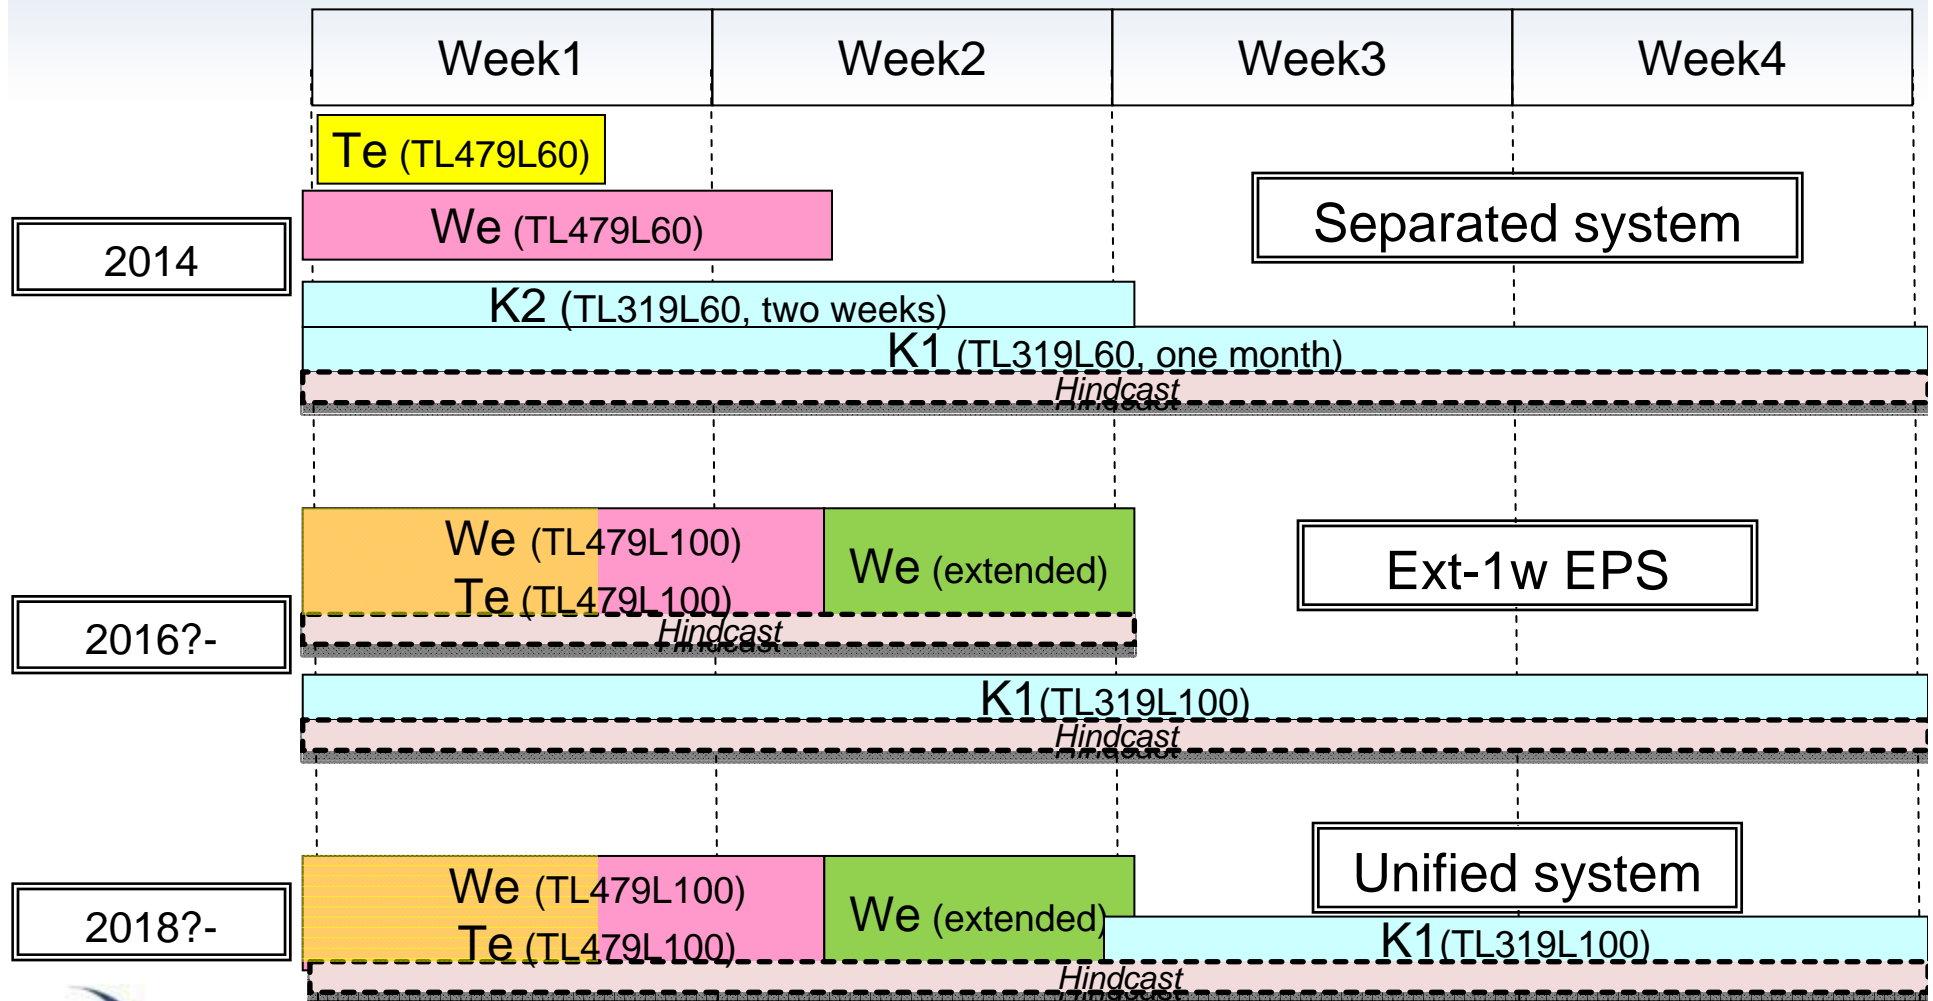 Week1 Week2 Week3 Week4
Te (TL479L60)
We (TL479L60)
Separated system
2014
K2 (TL319L60, two weeks)
K1 (TL319L60, one month)
Hindcast
We (TL479L100)
Te (TL479L100)
We (extended)
Ext-1w EPS
2016?-
Hindcast
K1(TL319L100)
Hindcast
Unified system
We (TL479L100)
Te (TL479L100)
We (extended)
2018?-
K1(TL319L100)
Hindcast